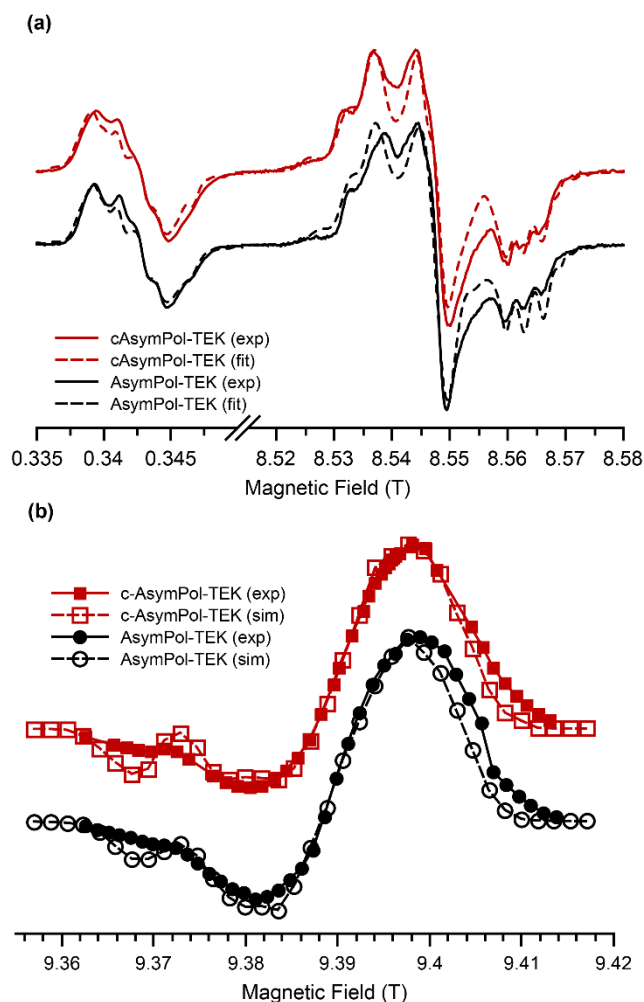 (a)
cAsymPol-TEK (exp)
cAsymPol-TEK (fit)
AsymPol-TEK (exp)
AsymPol-TEK (fit)
0.335 0.34 0.345 8.52 8.53 8.54 8.55 8.56 8.57 8.58
Magnetic Field (T)
(b)
c-AsymPol-TEK (exp)
c-AsymPol-TEK (sim)
AsymPol-TEK (exp)
AsymPol-TEK (sim)
9.36 9.37 9.38 9.39 9.4 9.41 9.42
Magnetic Field (T)